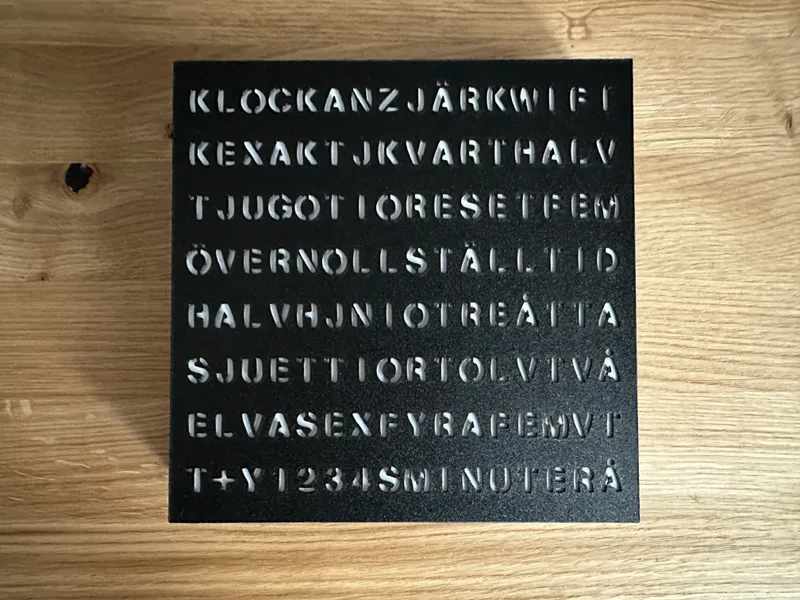 KLOCKANZJÄRKWIFI
KEXAKTJKVARTHALV
TJUGOTIORESETFEM
ÖVERNOLLSTÄLLTID
HALVHJNIOTREÅTTA
SJUETTIORTOLVTVÅ
ELVASEXFYRAFEMVT
T+Y1234SMINUTERÅ